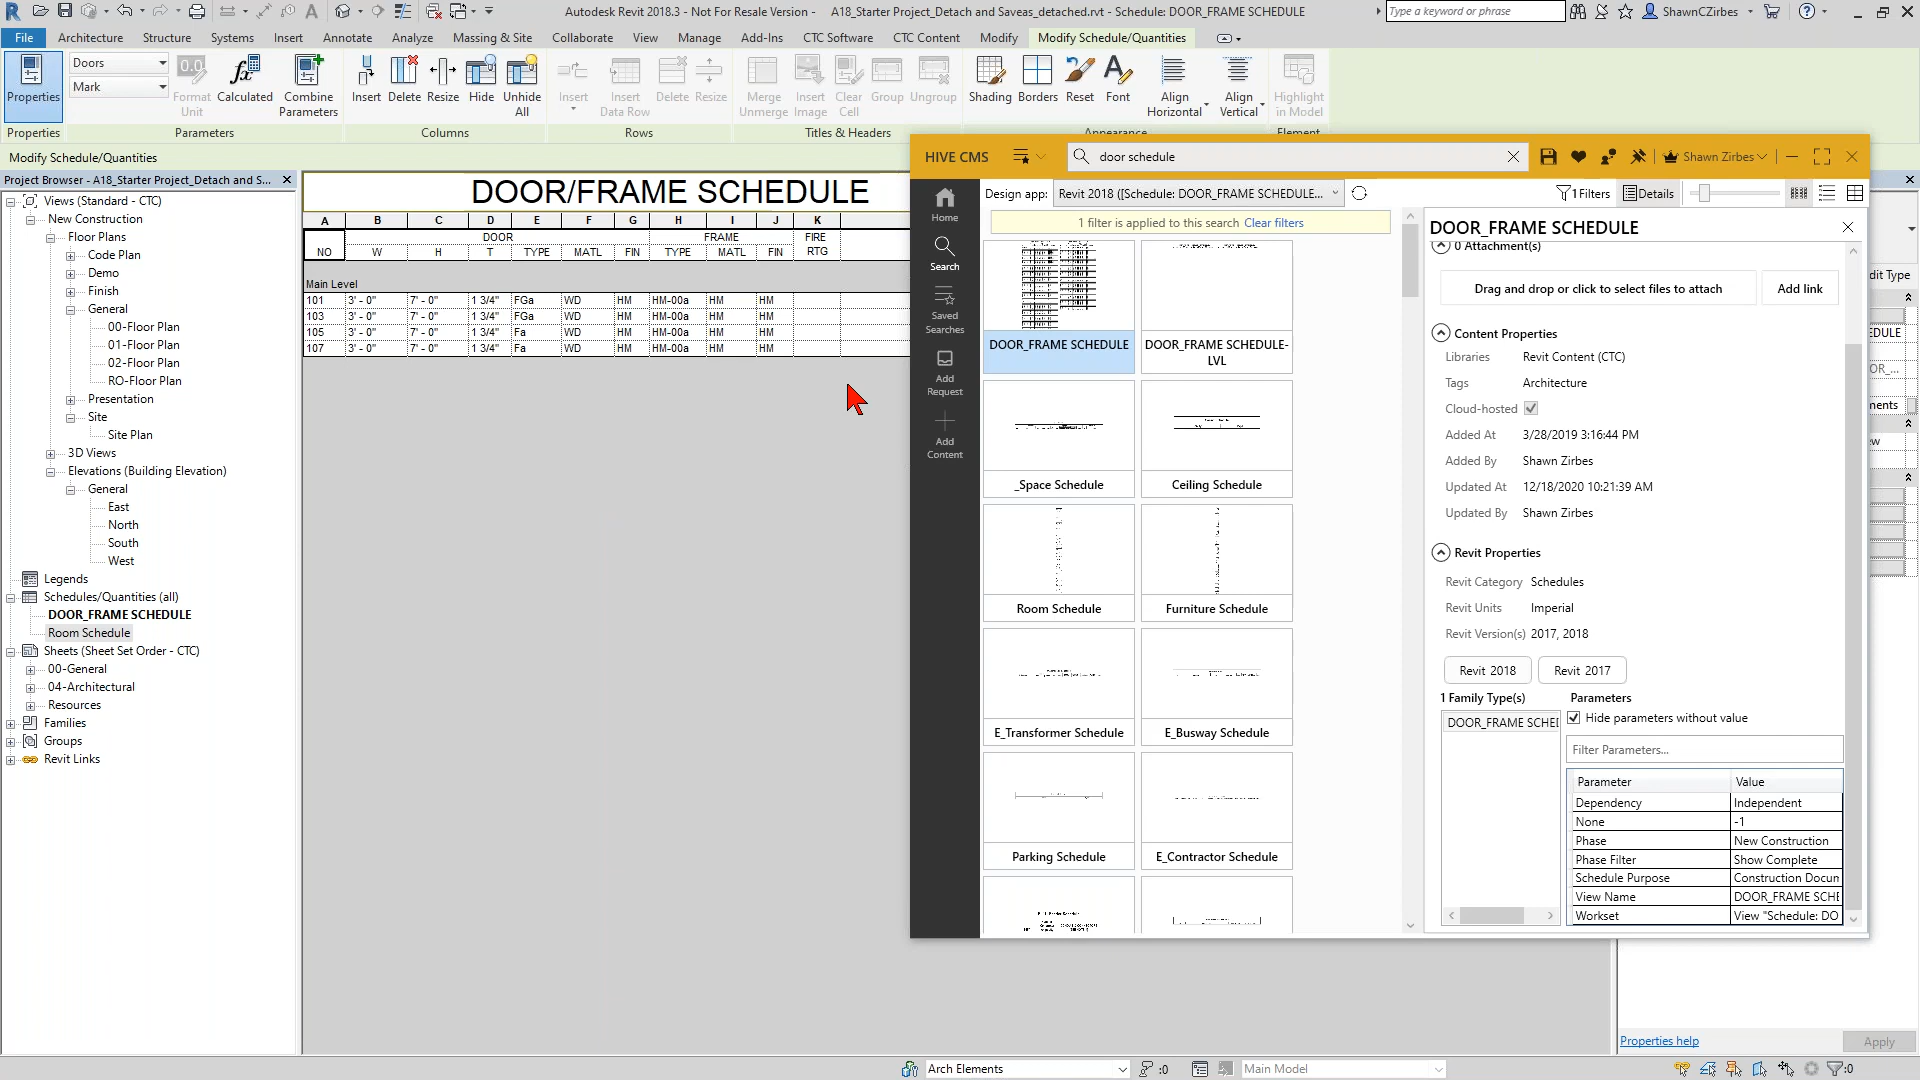 Autodesk Revit 2018.3 - Not For Resale Version - A18_Starter Project_Detach and Saveas_detached.rvt - Schedule: DOOR_FRAME SCHEDULE
Type a keyword or phrase
ShawnCZirbes
File Architecture Structure Systems Insert Annotate Analyze Massing & Site Collaborate View Manage Add-Ins CTC Software CTC Content Modify Modify Schedule/Quantities
Doors
Mark
Properties
Format Unit
Calculated
Combine Parameters
Insert Delete Resize Hide Unhide All
Insert
Insert Data Row
Delete Resize
Merge Unmerge
Insert Image
Clear Cell
Group Ungroup
Shading Borders Reset Font
Align Horizontal
Align Vertical
Highlight in Model
Properties Parameters Columns Rows Titles & Headers Appearance Element
Modify Schedule/Quantities
Project Browser - A18_Starter Project_Detach and S...
Views (Standard - CTC)
New Construction
Floor Plans
Code Plan
Demo
Finish
General
00-Floor Plan
01-Floor Plan
02-Floor Plan
RO-Floor Plan
Presentation
Site
Site Plan
3D Views
Elevations (Building Elevation)
General
East
North
South
West
Legends
Schedules/Quantities (all)
DOOR_FRAME SCHEDULE
Room Schedule
Sheets (Sheet Set Order - CTC)
00-General
04-Architectural
Resources
Families
Groups
Revit Links
DOOR/FRAME SCHEDULE
A B C D E F G H I J K
DOOR FRAME FIRE
NO W H T TYPE MATL FIN TYPE MATL FIN RTG
Main Level
101 3' - 0" 7' - 0" 1 3/4" FGa WD HM HM-00a HM HM
103 3' - 0" 7' - 0" 1 3/4" FGa WD HM HM-00a HM HM
105 3' - 0" 7' - 0" 1 3/4" Fa WD HM HM-00a HM HM
107 3' - 0" 7' - 0" 1 3/4" Fa WD HM HM-00a HM HM
HIVE CMS
door schedule
Shawn Zirbes
Home
Search
Saved Searches
Add Request
Add Content
Design app: Revit 2018 ([Schedule: DOOR_FRAME SCHEDULE...
1 Filters
Details
1 filter is applied to this search Clear filters
DOOR_FRAME SCHEDULE
DOOR_FRAME SCHEDULE-LVL
_Space Schedule
Ceiling Schedule
Room Schedule
Furniture Schedule
E_Transformer Schedule
E_Busway Schedule
Parking Schedule
E_Contractor Schedule
DOOR_FRAME SCHEDULE
0 Attachment(s)
Drag and drop or click to select files to attach
Add link
Content Properties
Libraries Revit Content (CTC)
Tags Architecture
Cloud-hosted
Added At 3/28/2019 3:16:44 PM
Added By Shawn Zirbes
Updated At 12/18/2020 10:21:39 AM
Updated By Shawn Zirbes
Revit Properties
Revit Category Schedules
Revit Units Imperial
Revit Version(s) 2017, 2018
Revit 2018 Revit 2017
1 Family Type(s)
DOOR_FRAME SCHE
Parameters
Hide parameters without value
Filter Parameters...
Parameter Value
Dependency Independent
None -1
Phase New Construction
Phase Filter Show Complete
Schedule Purpose Construction Docun
View Name DOOR_FRAME SCHE
Workset View "Schedule: DO
dit Type
EDULE
OR_...
nents
ew
Properties help
Apply
Arch Elements
:0
Main Model
:0